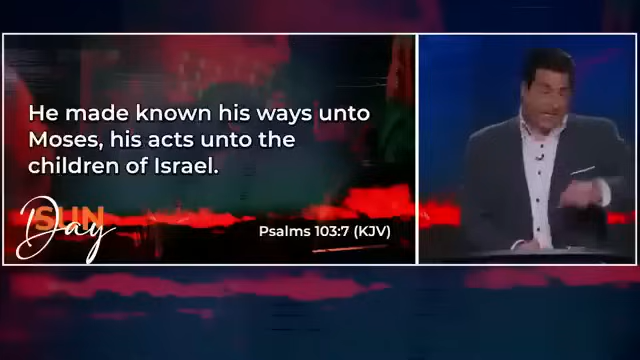 He made known his ways unto
Moses, his acts unto the
children of Israel.
SUN
Day
Psalms 103:7 (KJV)